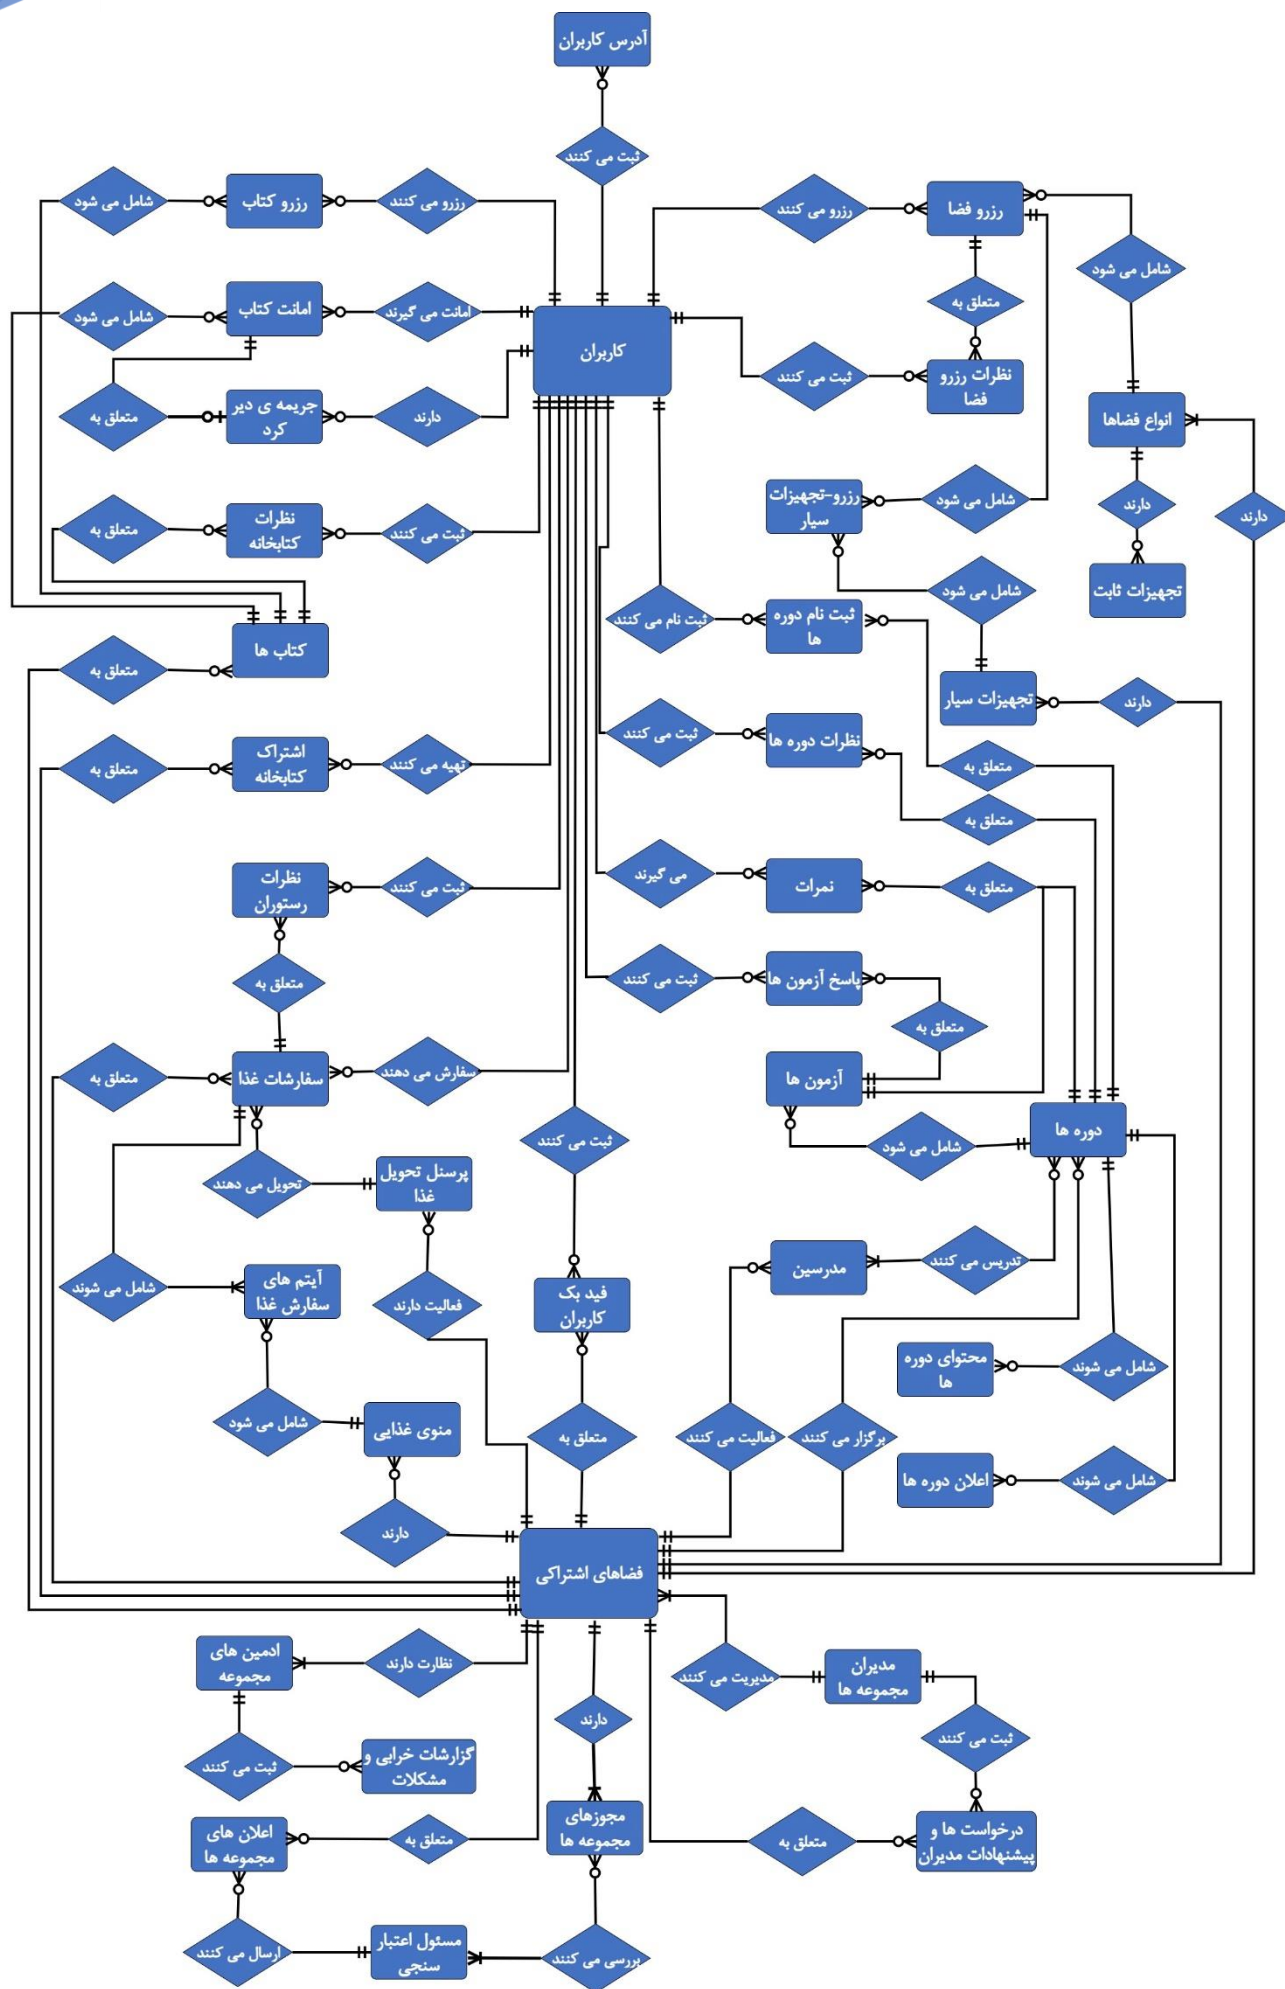 آدرس کاربران
ثبت می کنند
شامل می شود
رزرو کتاب
رزرو می کنند
رزرو می کنند
رزرو فضا
شامل می شود
شامل می شود
امانت کتاب
امانت می گیرند
کاربران
متعلق به
ثبت می کنند
نظرات رزرو
فضا
متعلق به
جریمه ی دیر
کرد
دارند
انواع فضاها
متعلق به
نظرات
کتابخانه
ثبت می کنند
رزرو-تجهیزات
سیار
شامل می شود
دارند
دارند
شامل می شود
تجهیزات ثابت
ثبت نام می کنند
ثبت نام دوره
ها
متعلق به
کتاب ها
تجهیزات سیار
دارند
ثبت می کنند
نظرات دوره ها
متعلق به
متعلق به
اشتراک
کتابخانه
تهیه می کنند
متعلق به
نظرات
رستوران
ثبت می کنند
می گیرند
نمرات
متعلق به
متعلق به
ثبت می کنند
پاسخ آزمون ها
متعلق به
متعلق به
سفارشات غذا
سفارش می دهند
آزمون ها
دوره ها
ثبت می کنند
شامل می شود
تحویل می دهند
پرسنل تحویل
غذا
شامل می شوند
آیتم های
سفارش غذا
فعالیت دارند
فید بک
کاربران
مدرسین
تدریس می کنند
محتوای دوره
ها
شامل می شوند
شامل می شود
منوی غذایی
متعلق به
فعالیت می کنند
برگزار می کنند
اعلان دوره ها
شامل می شوند
دارند
فضاهای اشتراکی
ادمین های
مجموعه
نظارت دارند
دارند
مدیریت می کنند
مدیران
مجموعه ها
ثبت می کنند
ثبت می کنند
گزارشات خرابی و
مشکلات
اعلان های
مجموعه ها
متعلق به
مجوزهای
مجموعه ها
متعلق به
درخواست ها و
پیشنهادات مدیران
ارسال می کنند
مسئول اعتبار
سنجی
بررسی می کنند